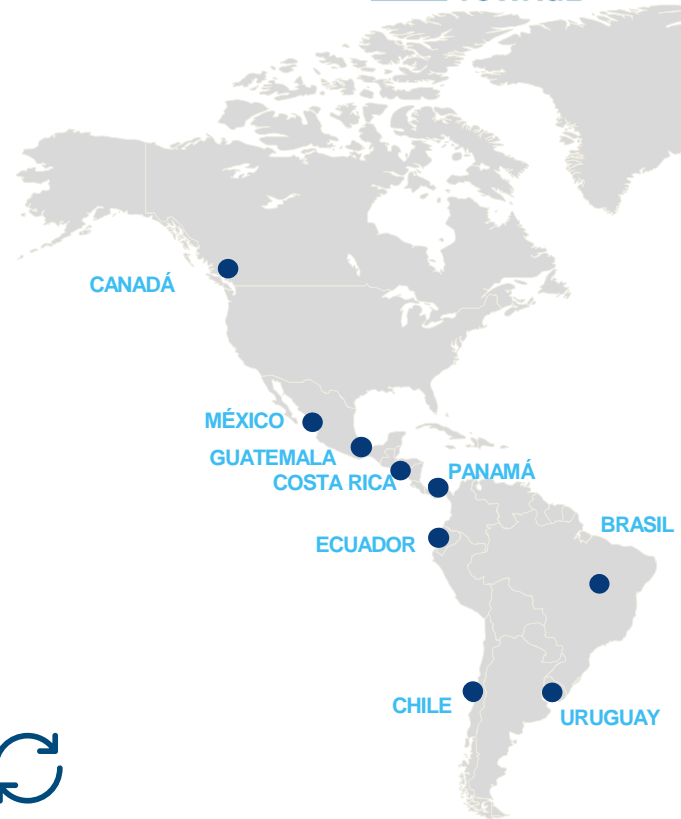 CANADÁ
MÉXICO
GUATEMALA
COSTA RICA
PANAMÁ
ECUADOR
BRASIL
CHILE
URUGUAY